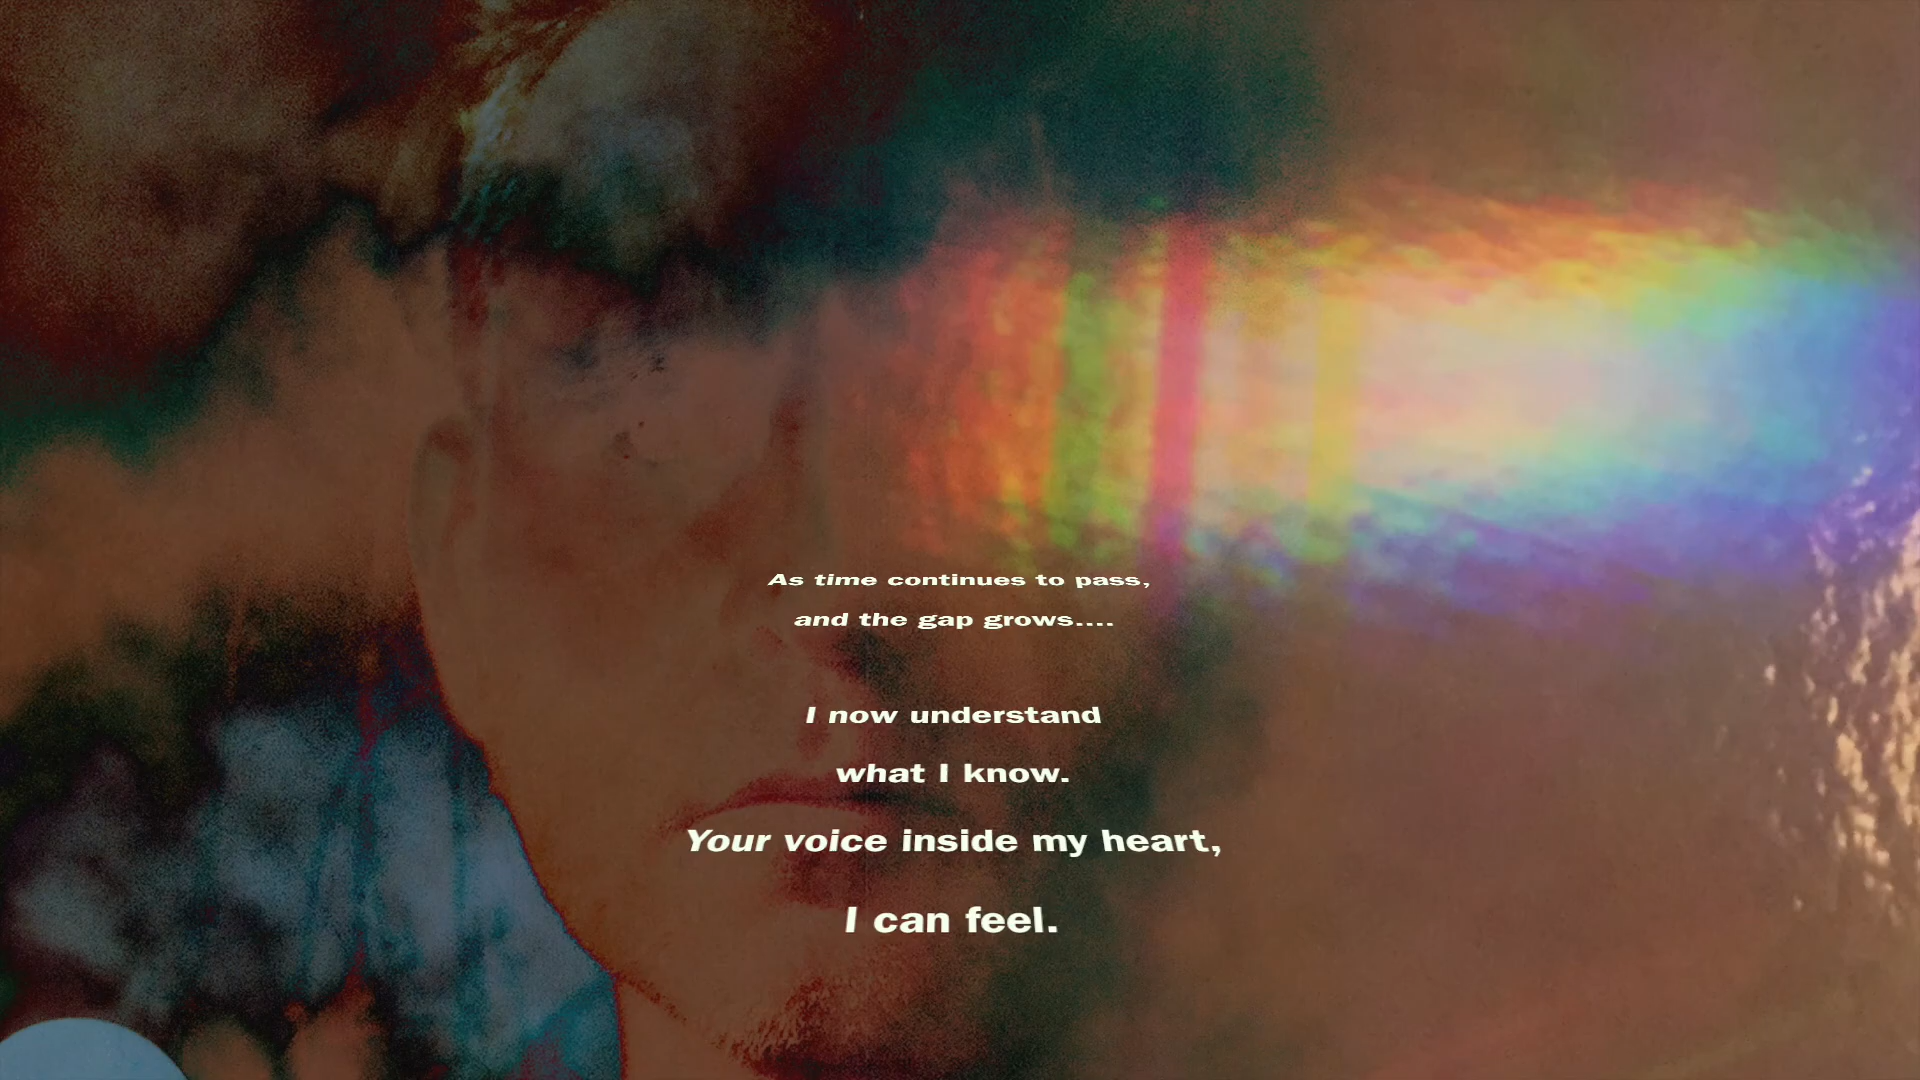 As time continues to pass,
and the gap grows....
I now understand
what I know.
Your voice inside my heart,
I can feel.